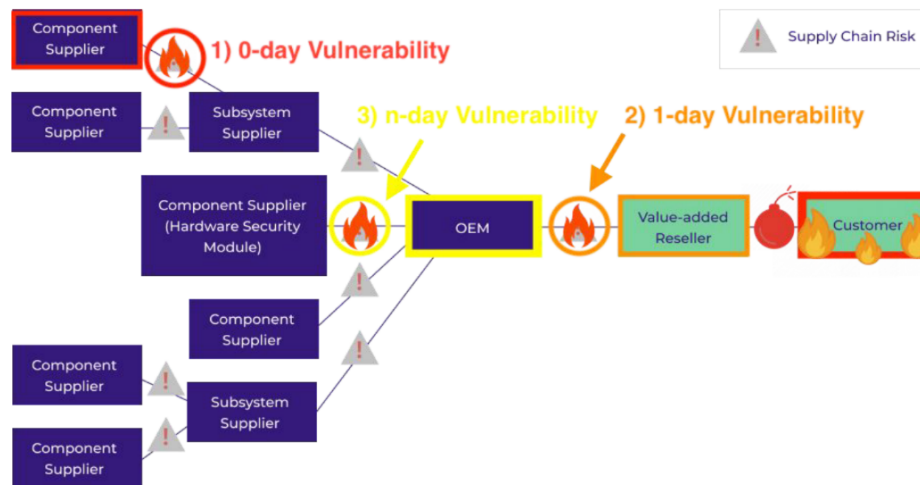 Component
Supplier
1) 0-day Vulnerability
!
Supply Chain Risk
Component
Supplier
!
Subsystem
Supplier
3) n-day Vulnerability
2) 1-day Vulnerability
!
Component Supplier
(Hardware Security
Module)
OEM
Value-added
Reseller
Customer
!
Component
Supplier
!
Component
Supplier
!
Subsystem
Supplier
!
Component
Supplier